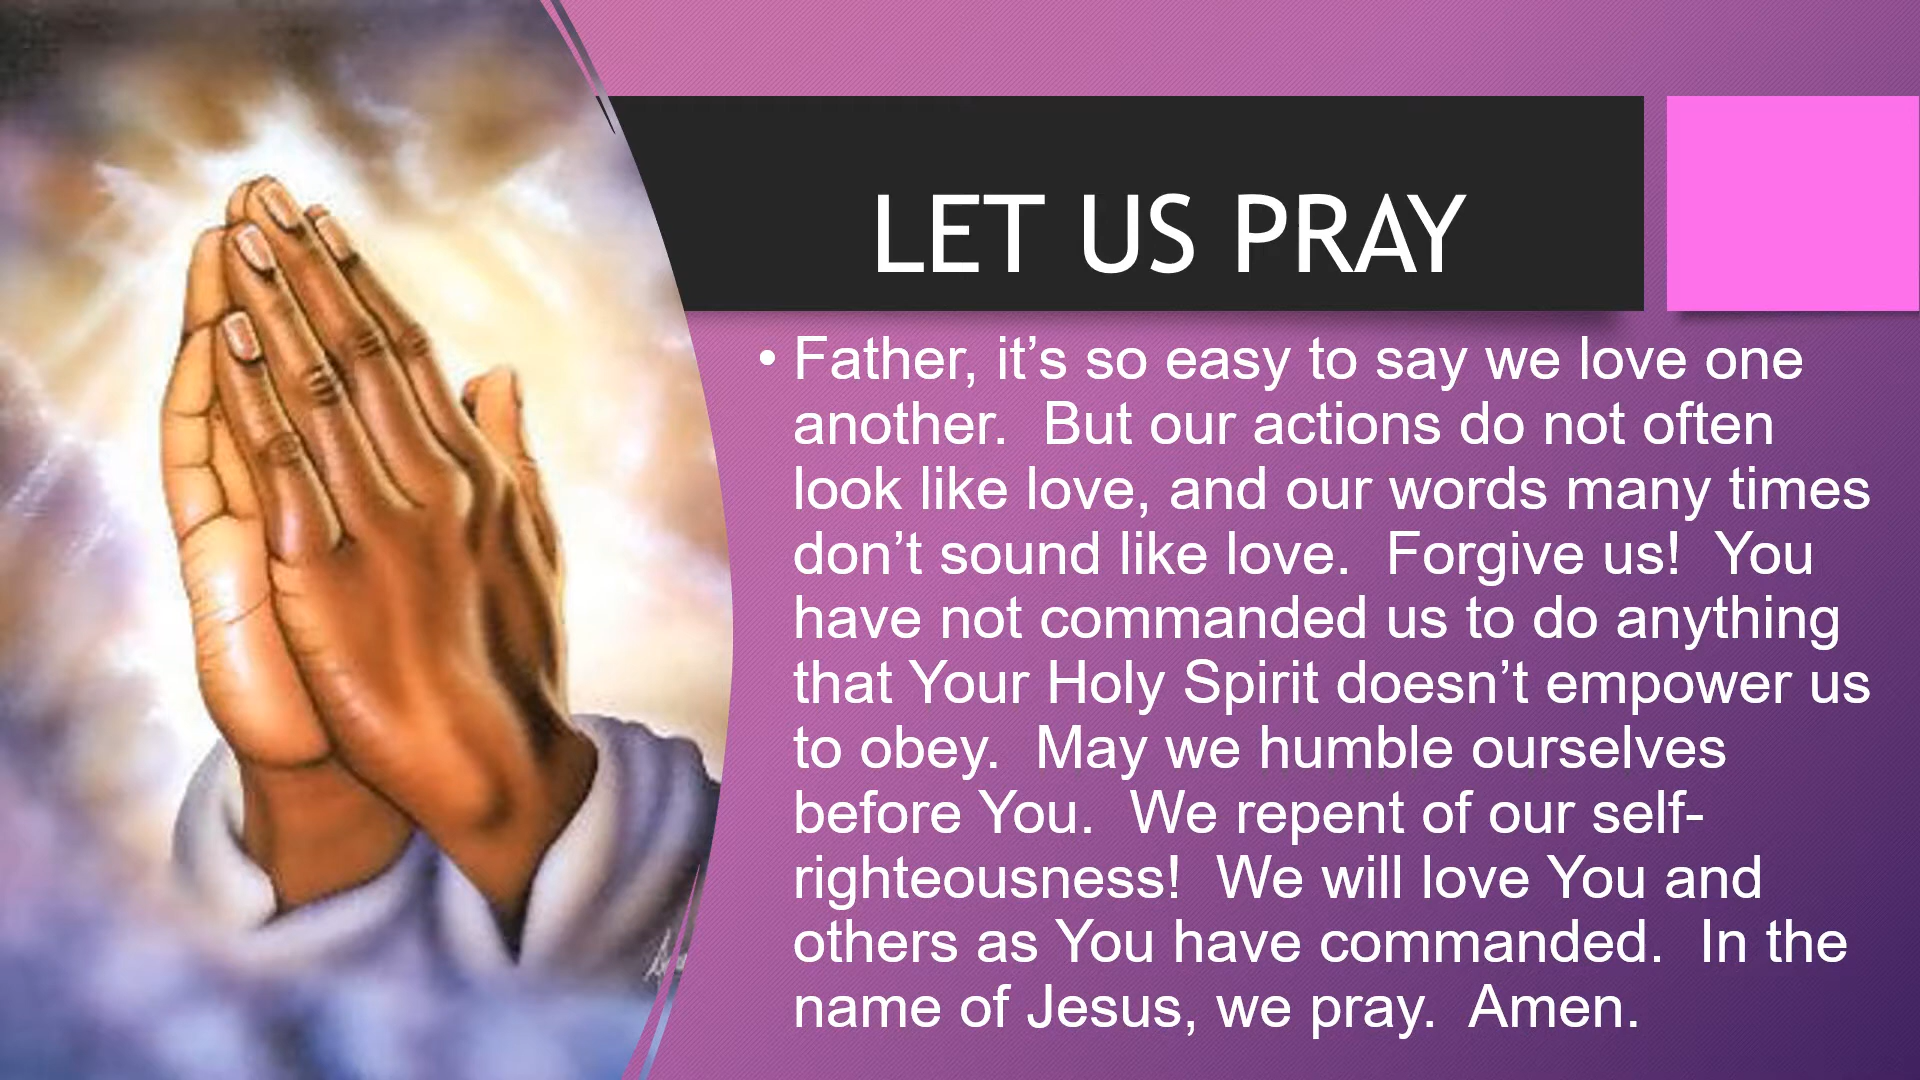 LET US PRAY
• Father, it’s so easy to say we love one
another.  But our actions do not often
look like love, and our words many times
don’t sound like love.  Forgive us!  You
have not commanded us to do anything
that Your Holy Spirit doesn’t empower us
to obey.  May we humble ourselves
before You.  We repent of our self-
righteousness!  We will love You and
others as You have commanded.  In the
name of Jesus, we pray.  Amen.